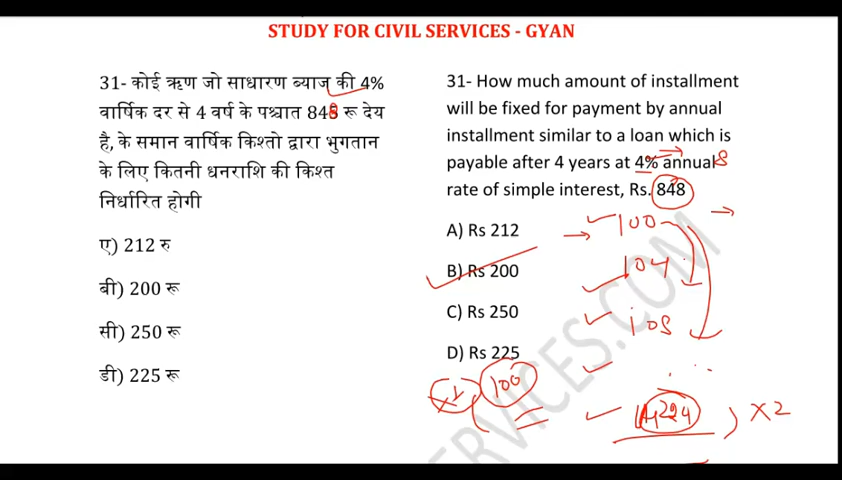 STUDY FOR CIVIL SERVICES - GYAN
31- कोई ऋण जो साधारण ब्याज की 4%
वार्षिक दर से 4 वर्ष के पश्चात 848 रू देय
है, के समान वार्षिक किश्तो द्वारा भुगतान
के लिए कितनी धनराशि की किश्त
निर्धारित होगी
ए) 212 रु
बी) 200 रू
सी) 250 रू
डी) 225 रू
31- How much amount of installment
will be fixed for payment by annual
installment similar to a loan which is
payable after 4 years at 4% annual
rate of simple interest, Rs. 848
A) Rs 212
B) Rs 200
C) Rs 250
D) Rs 225
100
104
108
100
424
×2
SERVICES.COM